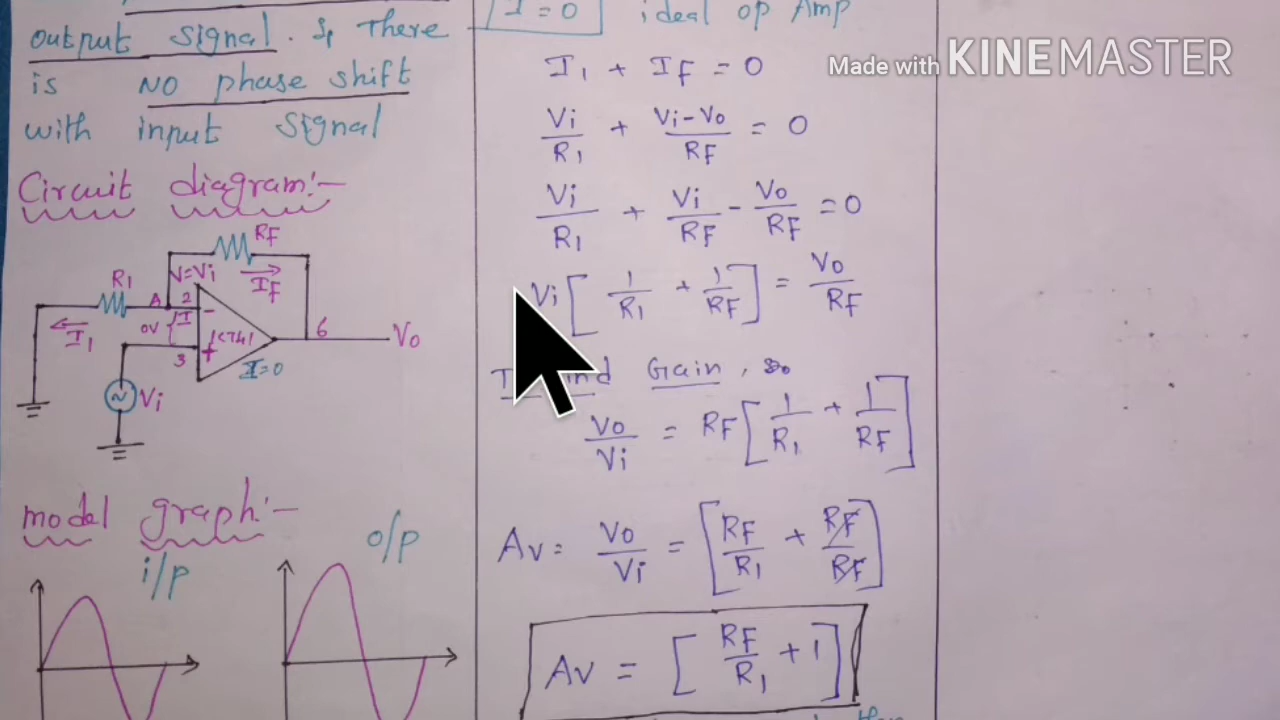 output signal. So there
is NO phase shift
with input signal
Circuit diagram:-
RF
V=Vi
IF
R1
A 2
I
-
0V
I1
IC741
6
Vo
3
+
I=0
Vi
model graph:-
i/p
o/p
I = 0 ideal op Amp
I1 + IF = 0
Vi/R1 + Vi-Vo/RF = 0
Vi/R1 + Vi/RF - Vo/RF = 0
Vi [ 1/R1 + 1/RF ] = Vo/RF
Gain, so
Vo/Vi = RF [ 1/R1 + 1/RF ]
Av = Vo/Vi = [ RF/R1 + RF/RF ]
Av = [ RF/R1 + 1 ]
Made with KINEMASTER